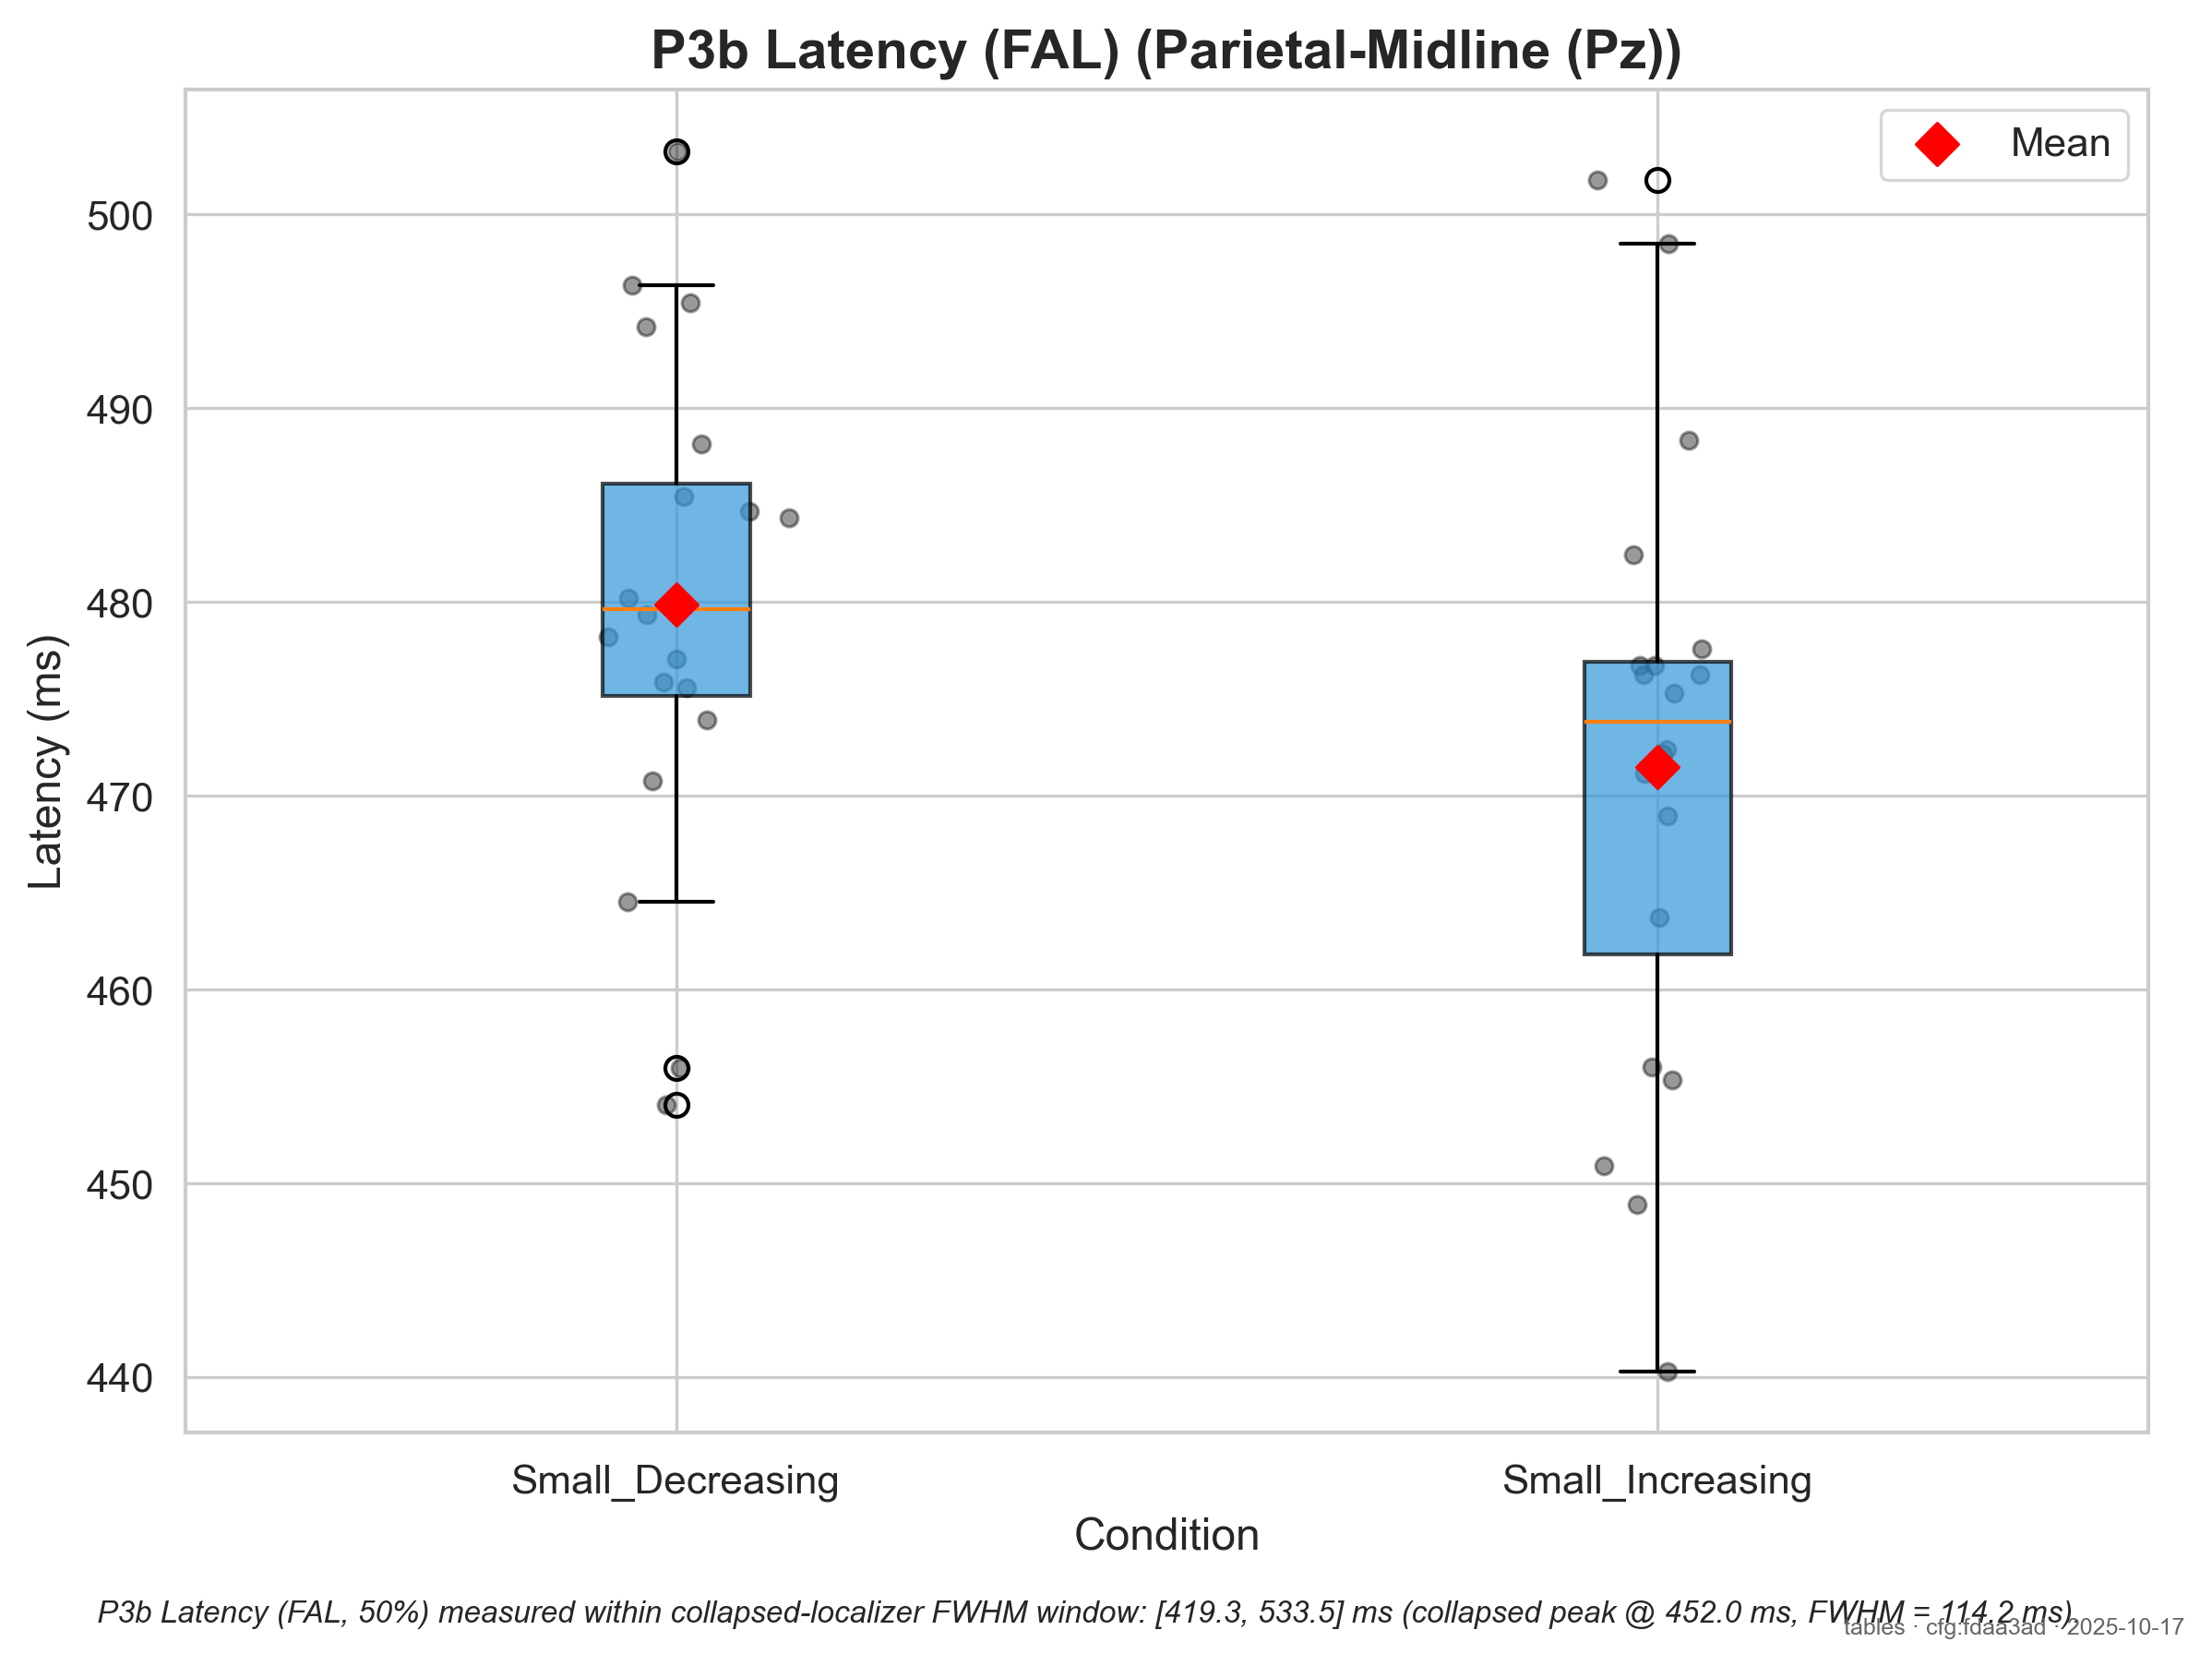 P3b Latency (FAL) (Parietal-Midline (Pz))
Mean
500
490
480
470
460
450
440
Latency (ms)
Small_Decreasing
Small_Increasing
Condition
P3b Latency (FAL, 50%) measured within collapsed-localizer FWHM window: [419.3, 533.5] ms (collapsed peak @ 452.0 ms, FWHM = 114.2 ms).
tables · cfg:fdaa3ad · 2025-10-17